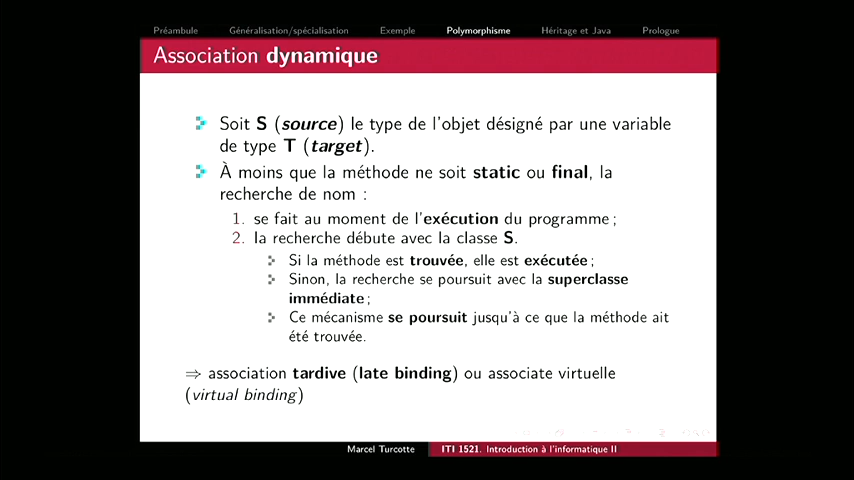 Préambule Généralisation/spécialisation Exemple Polymorphisme Héritage et Java Prologue
Association dynamique
Soit S (source) le type de l'objet désigné par une variable
de type T (target).
À moins que la méthode ne soit static ou final, la
recherche de nom :
1. se fait au moment de l'exécution du programme ;
2. la recherche débute avec la classe S.
Si la méthode est trouvée, elle est exécutée ;
Sinon, la recherche se poursuit avec la superclasse
immédiate ;
Ce mécanisme se poursuit jusqu'à ce que la méthode ait
été trouvée.
⇒ association tardive (late binding) ou associate virtuelle
(virtual binding)
Marcel Turcotte ITI 1521. Introduction à l'informatique II